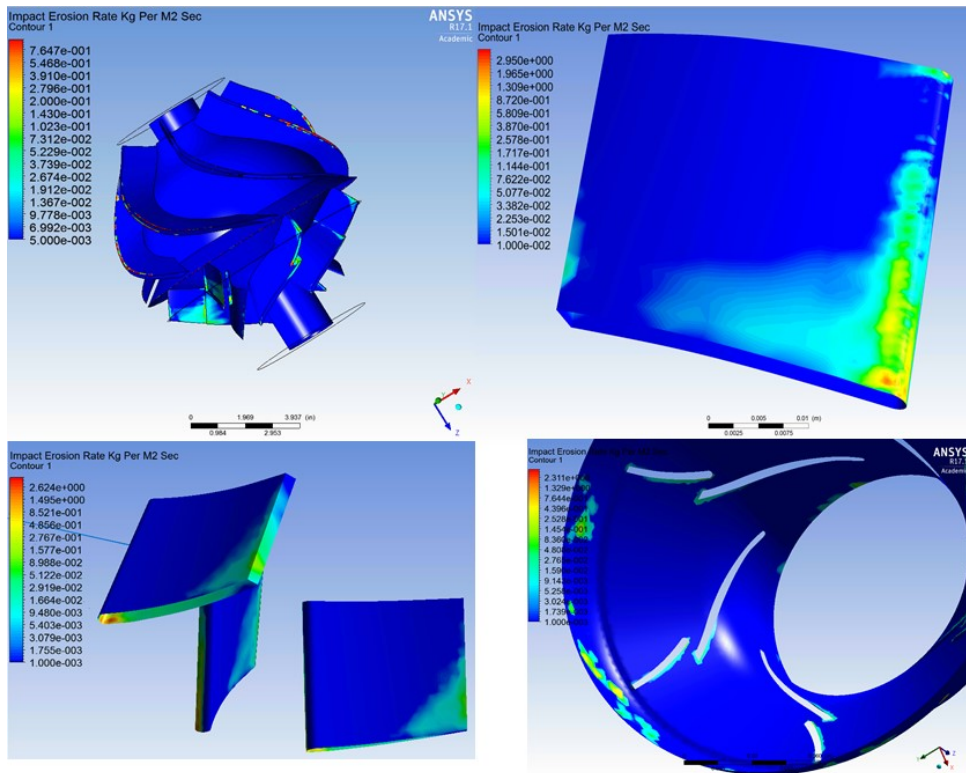 Impact Erosion Rate Kg Per M2 Sec
Contour 1
7.647e-001
5.468e-001
3.910e-001
2.796e-001
2.000e-001
1.430e-001
1.023e-001
7.312e-002
5.229e-002
3.739e-002
2.674e-002
1.912e-002
1.367e-002
9.778e-003
6.992e-003
5.000e-003
ANSYS
R17.1
Academic
X
Y
Z
0 1.969 3.937 (in)
0.984 2.953
Impact Erosion Rate Kg Per M2 Sec
Contour 1
2.950e+000
1.965e+000
1.309e+000
8.720e-001
5.809e-001
3.870e-001
2.578e-001
1.717e-001
1.144e-001
7.622e-002
5.077e-002
3.382e-002
2.253e-002
1.501e-002
1.000e-002
0 0.005 0.01 (m)
0.0025 0.0075
Impact Erosion Rate Kg Per M2 Sec
Contour 1
2.624e+000
1.495e+000
8.521e-001
4.856e-001
2.767e-001
1.577e-001
8.988e-002
5.122e-002
2.919e-002
1.664e-002
9.480e-003
5.403e-003
3.079e-003
1.755e-003
1.000e-003
Impact Erosion Rate
Contour 1
ANSYS
R17.1
Academic
Y
Z
X